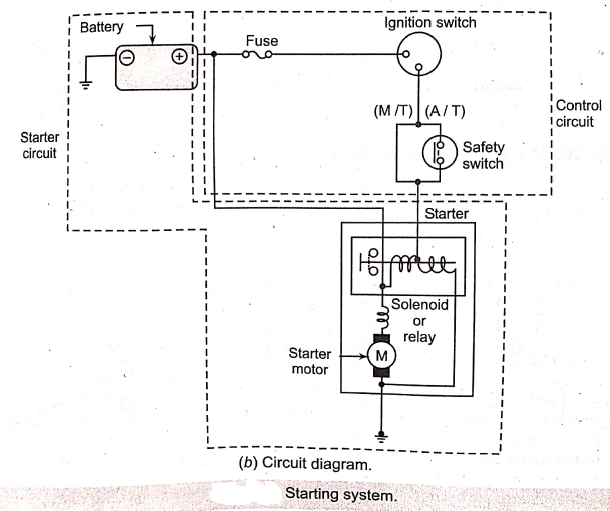 Battery
Ignition switch
Fuse
− +
(M/T) (A/T)
Control
circuit
Starter
circuit
Safety
switch
Starter
Solenoid
or
relay
Starter
motor
M
(b) Circuit diagram.
Starting system.